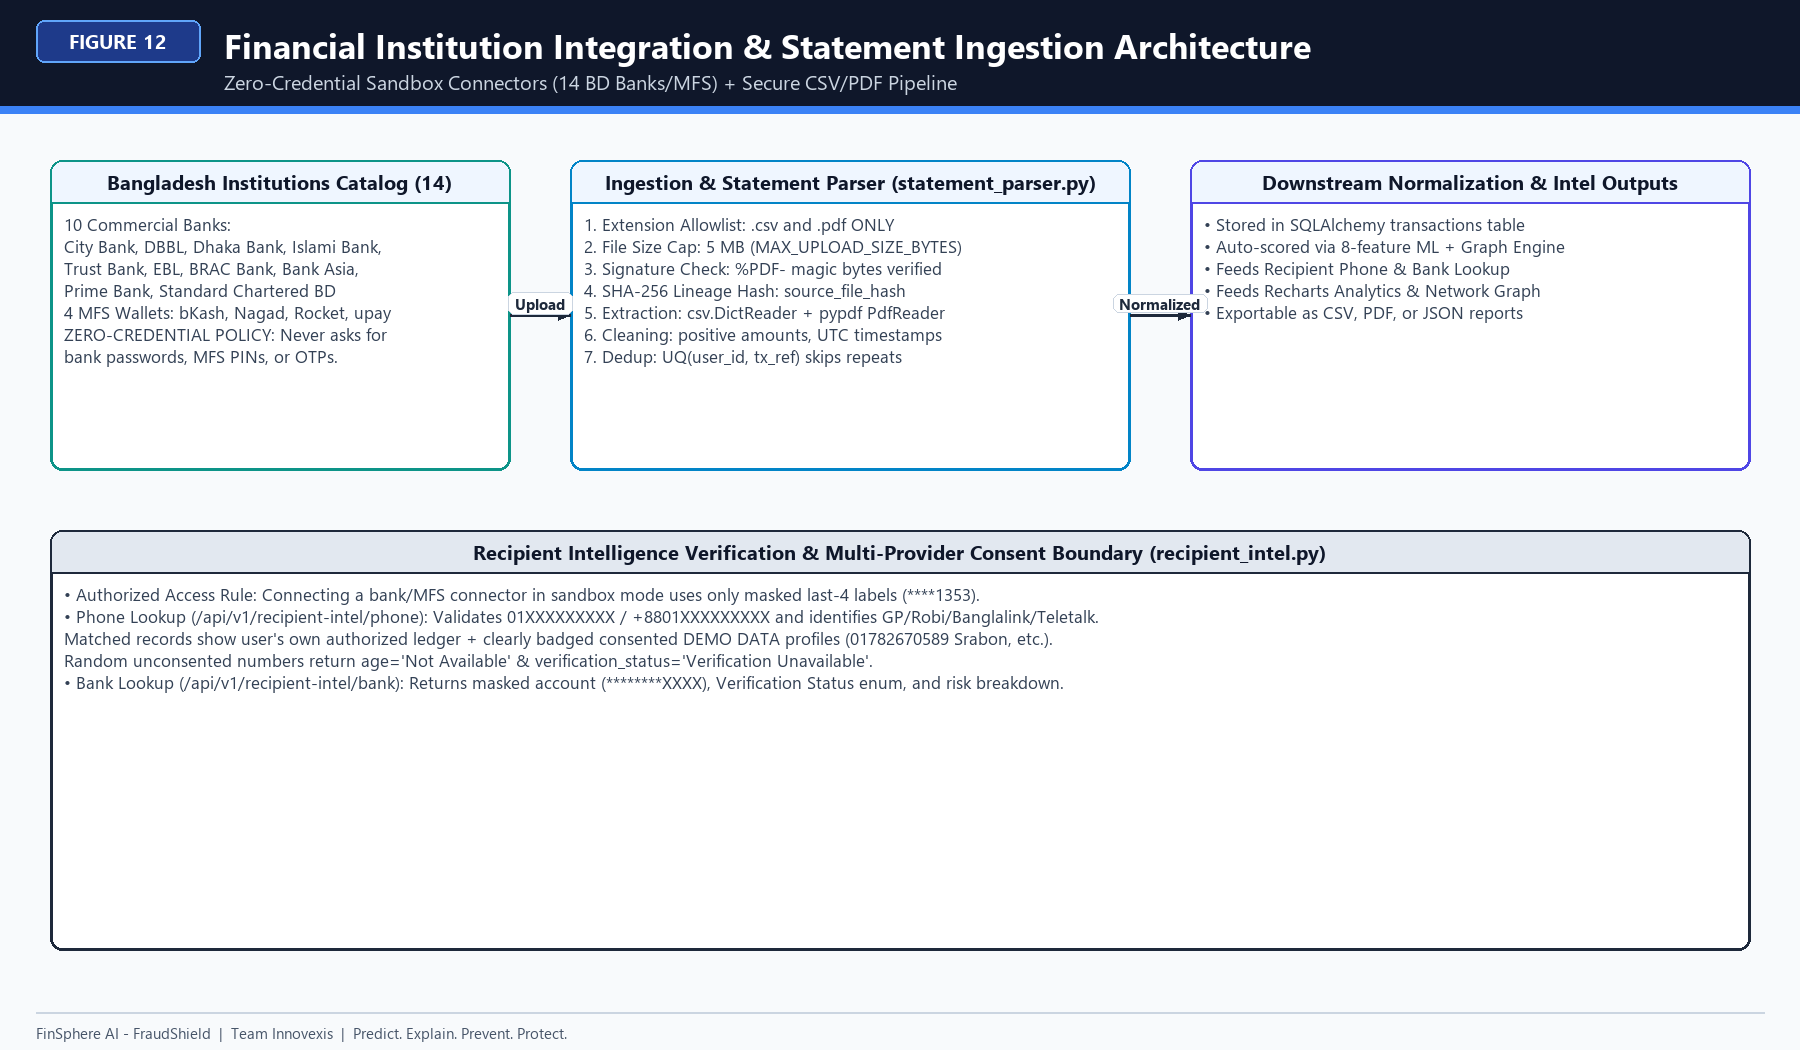 FIGURE 12
Financial Institution Integration & Statement Ingestion Architecture
Zero-Credential Sandbox Connectors (14 BD Banks/MFS) + Secure CSV/PDF Pipeline
Bangladesh Institutions Catalog (14)
10 Commercial Banks:
City Bank, DBBL, Dhaka Bank, Islami Bank,
Trust Bank, EBL, BRAC Bank, Bank Asia,
Prime Bank, Standard Chartered BD
4 MFS Wallets: bKash, Nagad, Rocket, upay
ZERO-CREDENTIAL POLICY: Never asks for
bank passwords, MFS PINs, or OTPs.
Upload
Ingestion & Statement Parser (statement_parser.py)
1. Extension Allowlist: .csv and .pdf ONLY
2. File Size Cap: 5 MB (MAX_UPLOAD_SIZE_BYTES)
3. Signature Check: %PDF- magic bytes verified
4. SHA-256 Lineage Hash: source_file_hash
5. Extraction: csv.DictReader + pypdf PdfReader
6. Cleaning: positive amounts, UTC timestamps
7. Dedup: UQ(user_id, tx_ref) skips repeats
Normalized
Downstream Normalization & Intel Outputs
• Stored in SQLAlchemy transactions table
• Auto-scored via 8-feature ML + Graph Engine
• Feeds Recipient Phone & Bank Lookup
• Feeds Recharts Analytics & Network Graph
• Exportable as CSV, PDF, or JSON reports
Recipient Intelligence Verification & Multi-Provider Consent Boundary (recipient_intel.py)
• Authorized Access Rule: Connecting a bank/MFS connector in sandbox mode uses only masked last-4 labels (****1353).
• Phone Lookup (/api/v1/recipient-intel/phone): Validates 01XXXXXXXXX / +8801XXXXXXXXX and identifies GP/Robi/Banglalink/Teletalk.
Matched records show user's own authorized ledger + clearly badged consented DEMO DATA profiles (01782670589 Srabon, etc.).
Random unconsented numbers return age='Not Available' & verification_status='Verification Unavailable'.
• Bank Lookup (/api/v1/recipient-intel/bank): Returns masked account (********XXXX), Verification Status enum, and risk breakdown.
FinSphere AI - FraudShield | Team Innovexis | Predict. Explain. Prevent. Protect.